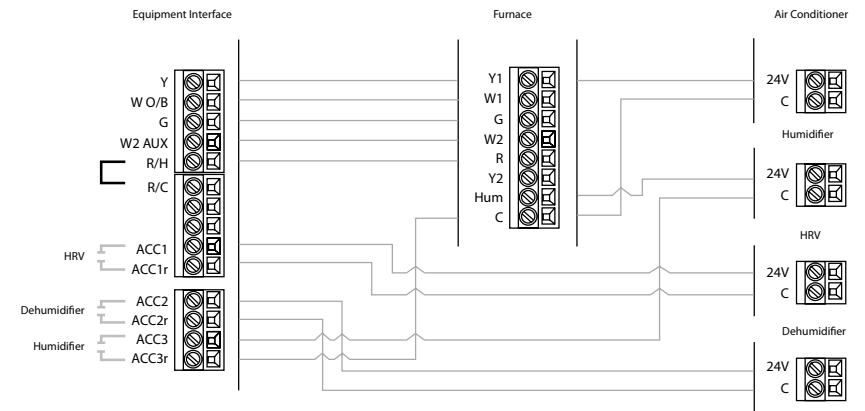 Equipment Interface
Furnace
Air Conditioner
Y
W O/B
G
W2 AUX
R/H
R/C
HRV
ACC1
ACC1r
Dehumidifier
ACC2
ACC2r
Humidifier
ACC3
ACC3r
Y1
W1
G
W2
R
Y2
Hum
C
24V
C
Humidifier
24V
C
HRV
24V
C
Dehumidifier
24V
C